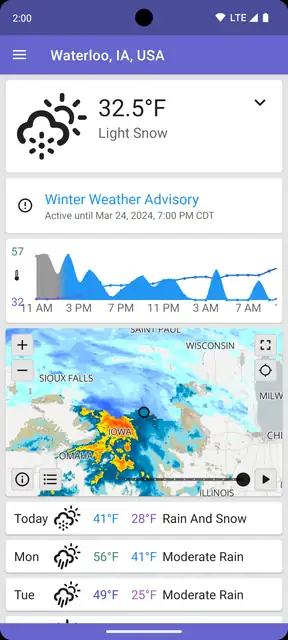 2:00
LTE
Waterloo, IA, USA
32.5°F
Light Snow
Winter Weather Advisory
Active until Mar 24, 2024, 7:00 PM CDT
57
32
11 AM 3 PM 7 PM 11 PM 3 AM 7 AM
SAINT PAUL
WISCONSIN
SIOUX FALLS
MILW
IOWA
CHI
OMAHA
ILLINOIS
Today 41°F 28°F Rain And Snow
Mon 56°F 41°F Moderate Rain
Tue 49°F 25°F Moderate Rain